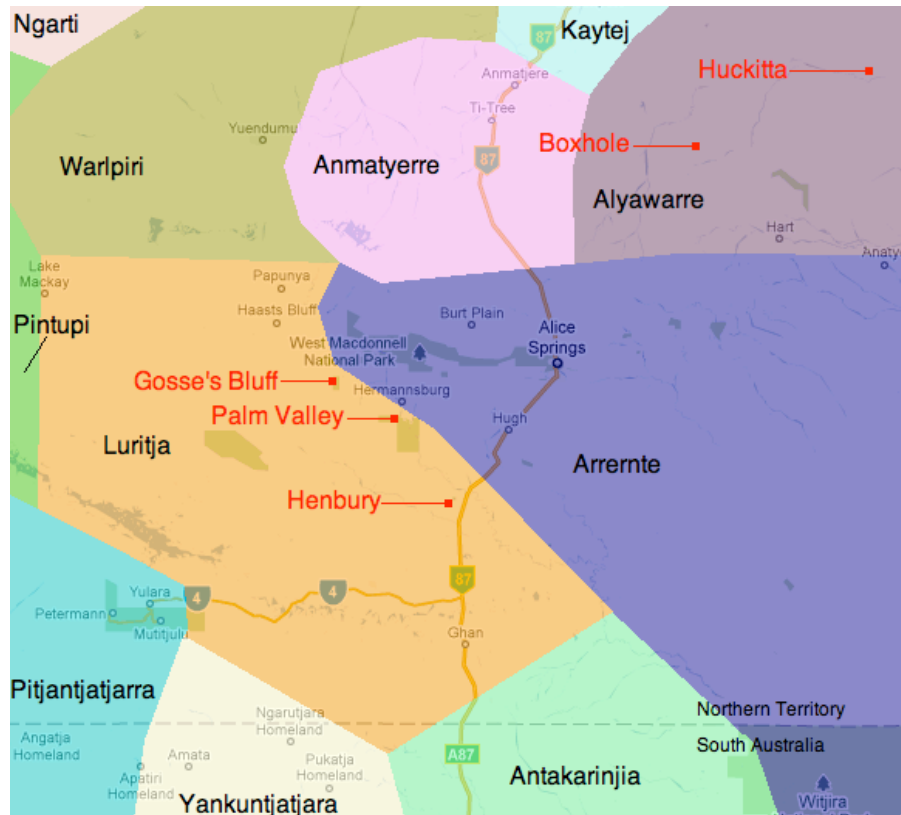 Ngarti
87
Kaytej
Anmatjere
Huckitta
Ti-Tree
Yuendumu
Boxhole
87
Warlpiri
Anmatyerre
Alyawarre
Hart
Lake
Mackay
Papunya
Anaty
Pintupi
Haasts Bluff
Burt Plain
Alice
Springs
West Macdonnell
National Park
Gosse's Bluff
Hermannsburg
Palm Valley
Hugh
Luritja
Arrernte
Henbury
87
4
4
Yulara
Petermann
Mutitjulu
Ghan
Pitjantjatjarra
Northern Territory
Ngarutjara
Homeland
Angatja
Homeland
South Australia
Amata
A87
Pukatja
Homeland
Apatiri
Homeland
Antakarinjia
Yankuntjatjara
Witjira